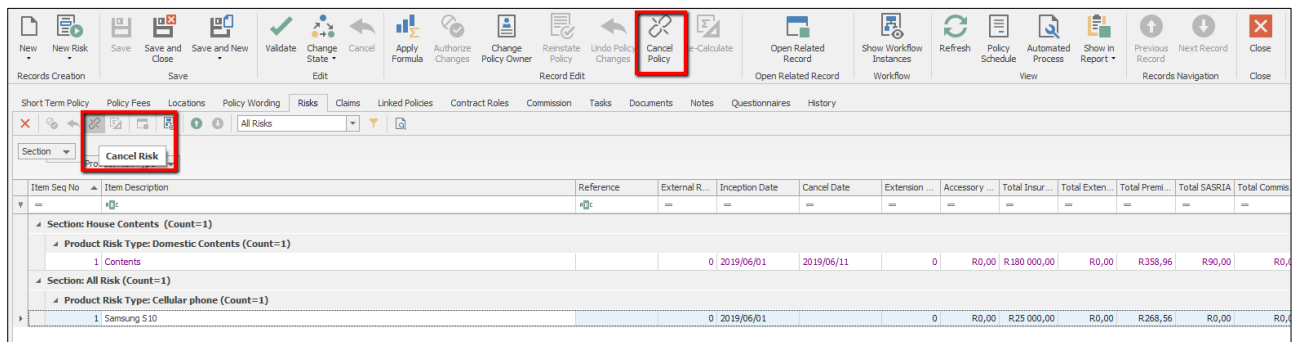 New New Risk Save Save and Close Save and New Validate Change State Cancel Apply Formula Authorize Changes Change Policy Owner Reinstate Policy Undo Policy Changes Cancel Policy e-Calculate Open Related Record Show Workflow Instances Refresh Policy Schedule Automated Process Show in Report Previous Record Next Record Close
Records Creation Save Edit Record Edit Open Related Record Workflow View Records Navigation Close
Short Term Policy Policy Fees Locations Policy Wording Risks Claims Linked Policies Contract Roles Commission Tasks Documents Notes Questionnaires History
All Risks
Section
Cancel Risk
Item Seq No Item Description Reference External R... Inception Date Cancel Date Extension ... Accessory ... Total Insur... Total Exten... Total Premi... Total SASRIA Total Commis
= = = = = = = = = = =
Section: House Contents (Count=1)
Product Risk Type: Domestic Contents (Count=1)
1 Contents 0 2019/06/01 2019/06/11 0 R0,00 R180 000,00 R0,00 R358,96 R90,00 R0,0
Section: All Risk (Count=1)
Product Risk Type: Cellular phone (Count=1)
1 Samsung S10 0 2019/06/01 0 R0,00 R25 000,00 R0,00 R268,56 R0,00 R0,0